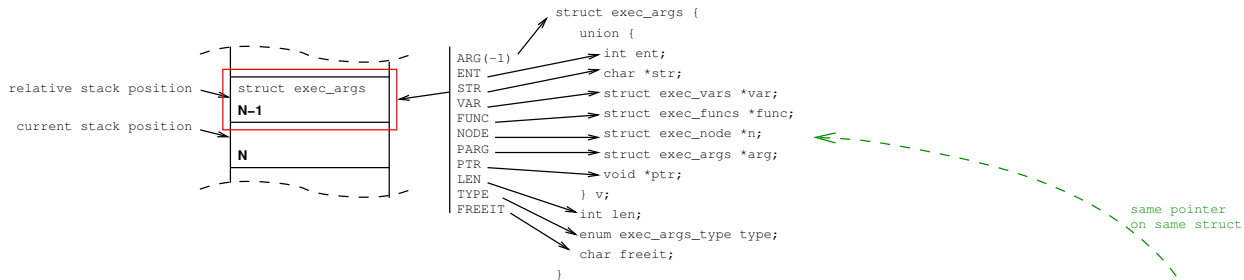 relative stack position
current stack position
struct exec_args
N-1
N
ARG(-1)
ENT
STR
VAR
FUNC
NODE
PARG
PTR
LEN
TYPE
FREEIT
struct exec_args {
union {
int ent;
char *str;
struct exec_vars *var;
struct exec_funcs *func;
struct exec_node *n;
struct exec_args *arg;
void *ptr;
} v;
int len;
enum exec_args_type type;
char freeit;
}
same pointer
on same struct